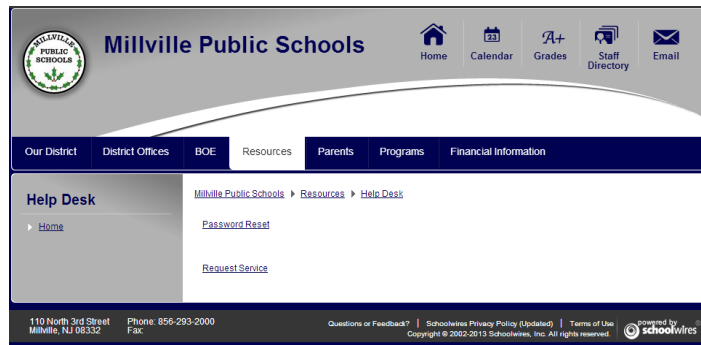 MILLVILLE
PUBLIC
SCHOOLS
Millville Public Schools
Home
23
Calendar
A+
Grades
Staff
Directory
Email
Our District District Offices BOE Resources Parents Programs Financial Information
Help Desk
Home
Millville Public Schools Resources Help Desk
Password Reset
Request Service
110 North 3rd Street
Millville, NJ 08332
Phone: 856-293-2000
Fax:
Questions or Feedback? | Schoolwires Privacy Policy (Updated) | Terms of Use
Copyright © 2002-2013 Schoolwires, Inc. All rights reserved.
powered by
schoolwires ®